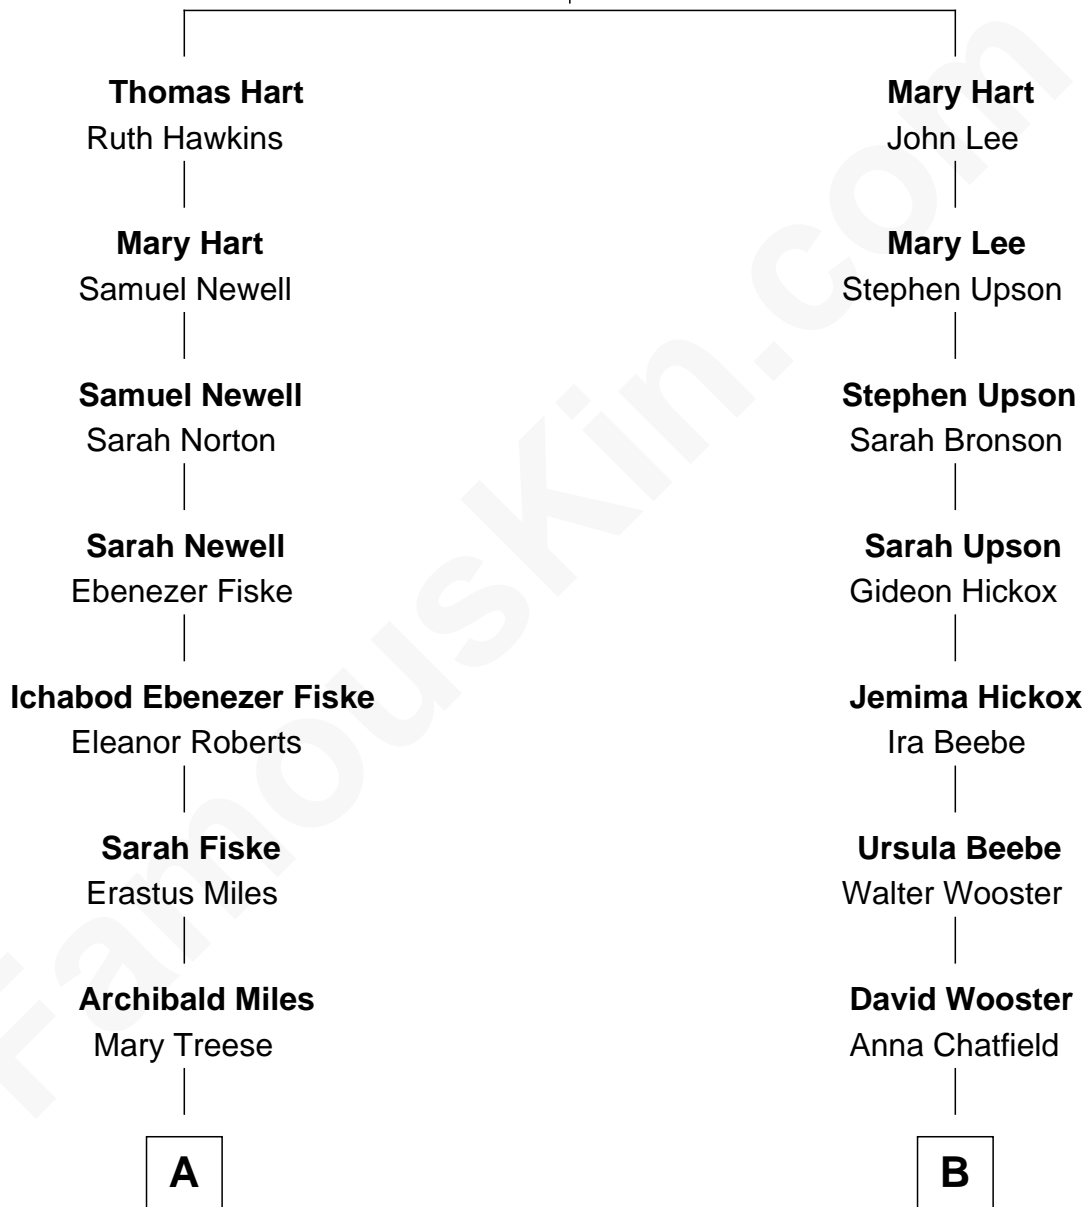 Thomas Hart
Ruth Hawkins
Mary Hart
Samuel Newell
Samuel Newell
Sarah Norton
Sarah Newell
Ebenezer Fiske
Ichabod Ebenezer Fiske
Eleanor Roberts
Sarah Fiske
Erastus Miles
Archibald Miles
Mary Treese
A
Mary Hart
John Lee
Mary Lee
Stephen Upson
Stephen Upson
Sarah Bronson
Sarah Upson
Gideon Hickox
Jemima Hickox
Ira Beebe
Ursula Beebe
Walter Wooster
David Wooster
Anna Chatfield
B
FamousKin.com